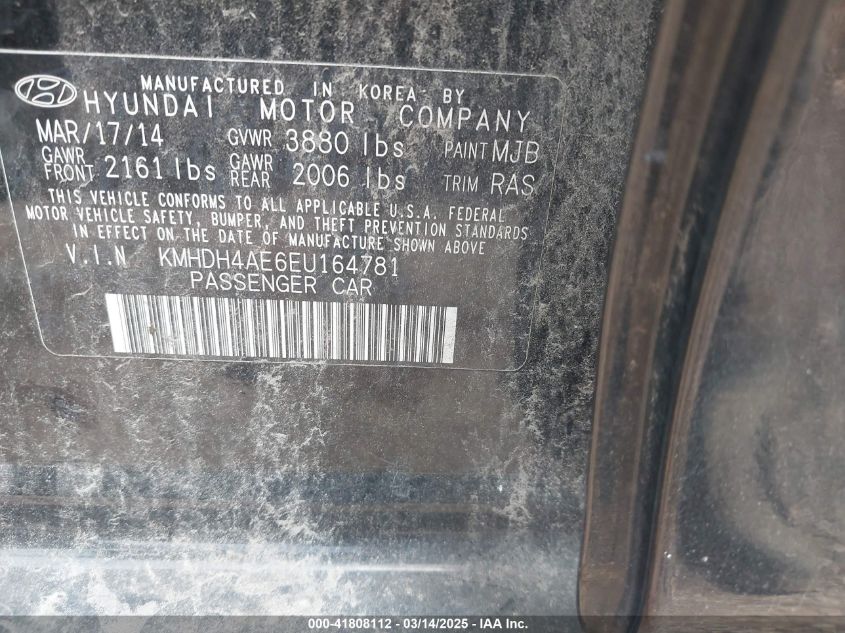 MANUFACTURED IN KOREA BY
HYUNDAI MOTOR COMPANY
MAR/17/14 GVWR 3880 lbs PAINT MJB
GAWR FRONT 2161 lbs GAWR REAR 2006 lbs TRIM RAS
THIS VEHICLE CONFORMS TO ALL APPLICABLE U.S.A. FEDERAL
MOTOR VEHICLE SAFETY, BUMPER, AND THEFT PREVENTION STANDARDS
IN EFFECT ON THE DATE OF MANUFACTURE SHOWN ABOVE
V.I.N KMHDH4AE6EU164781
PASSENGER CAR
000-41808112 - 03/14/2025 - IAA Inc.